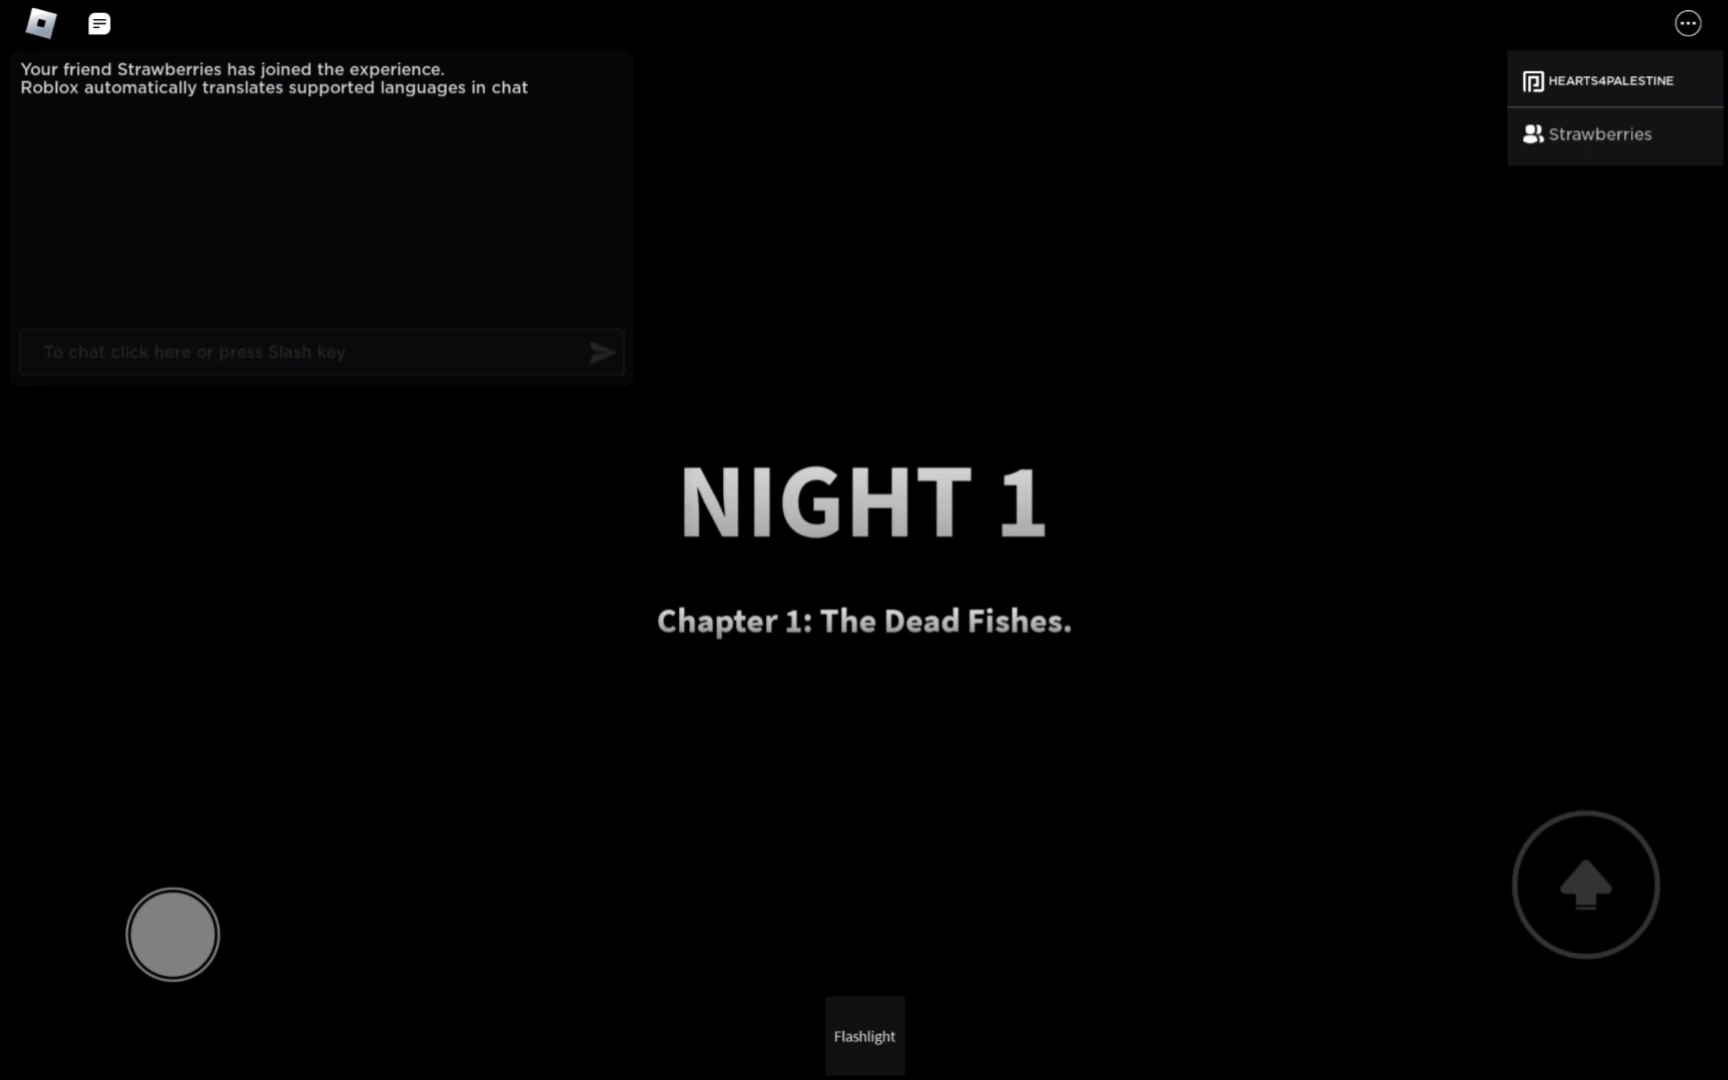 Your friend Strawberries has joined the experience.
Roblox automatically translates supported languages in chat
HEARTS4PALESTINE
Strawberries
To chat click here or press Slash key
NIGHT 1
Chapter 1: The Dead Fishes.
Flashlight